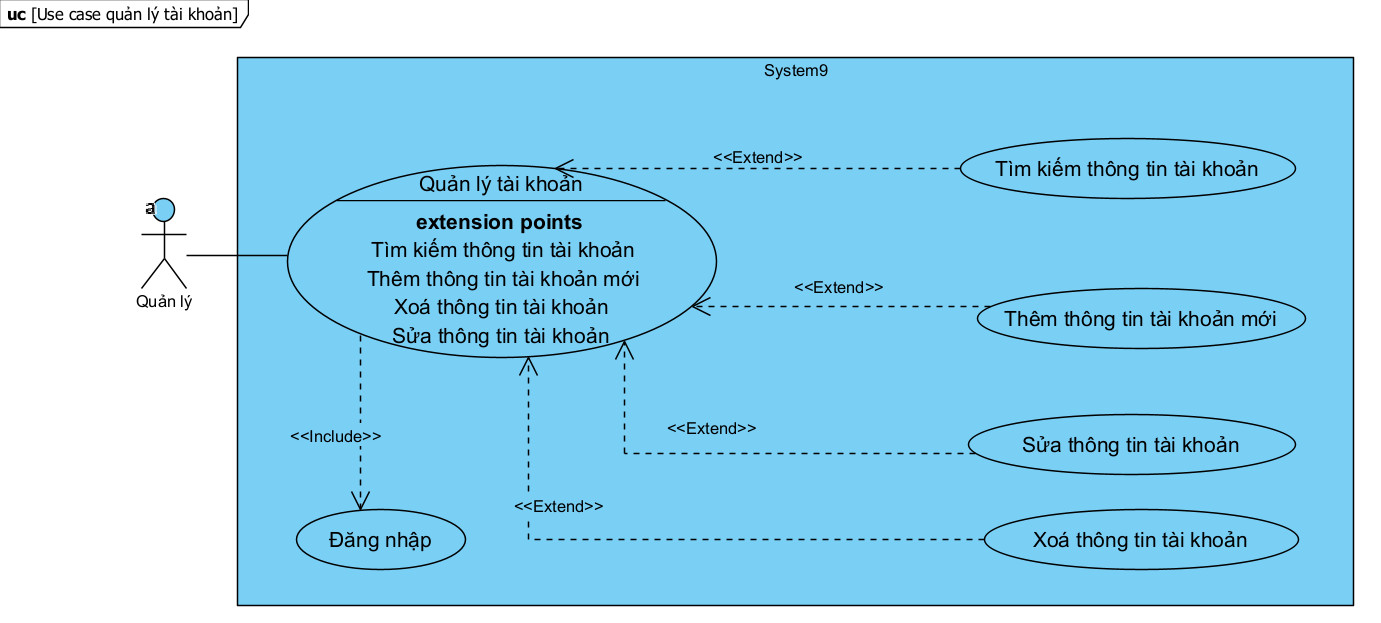 uc [Use case quản lý tài khoản]
System9
<<Extend>>
Tìm kiếm thông tin tài khoản
Quản lý tài khoản
extension points
Tìm kiếm thông tin tài khoản
Thêm thông tin tài khoản mới
Xoá thông tin tài khoản
Sửa thông tin tài khoản
a
Quản lý
<<Extend>>
Thêm thông tin tài khoản mới
<<Extend>>
Sửa thông tin tài khoản
<<Include>>
<<Extend>>
Đăng nhập
Xoá thông tin tài khoản